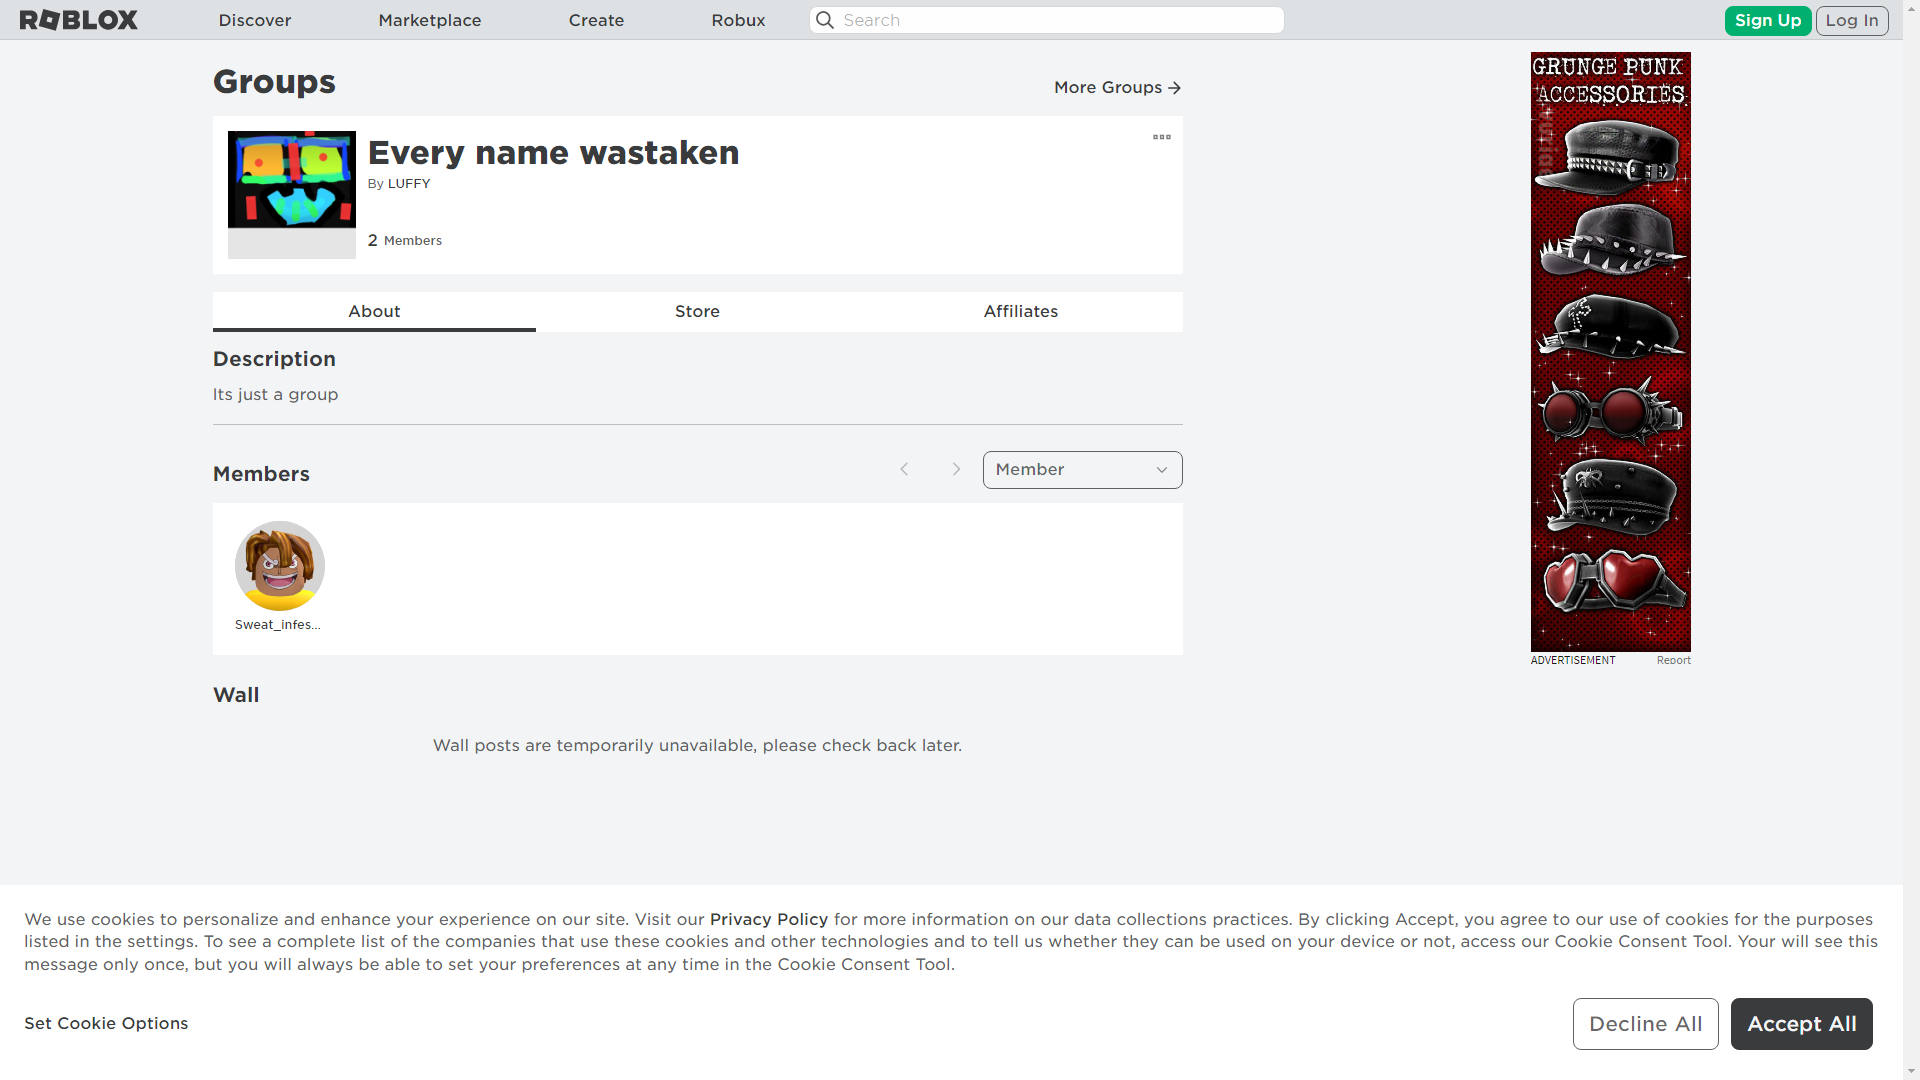 ROBLOX
Discover
Marketplace
Create
Robux
Search
Sign Up
Log In
Groups
More Groups
Every name wastaken
By LUFFY
2 Members
About
Store
Affiliates
Description
Its just a group
Members
Member
Sweat_infes...
Wall
Wall posts are temporarily unavailable, please check back later.
GRUNGE PUNK
ACCESSORIES
ADVERTISEMENT
Report
We use cookies to personalize and enhance your experience on our site. Visit our Privacy Policy for more information on our data collections practices. By clicking Accept, you agree to our use of cookies for the purposes
listed in the settings. To see a complete list of the companies that use these cookies and other technologies and to tell us whether they can be used on your device or not, access our Cookie Consent Tool. Your will see this
message only once, but you will always be able to set your preferences at any time in the Cookie Consent Tool.
Set Cookie Options
Decline All
Accept All